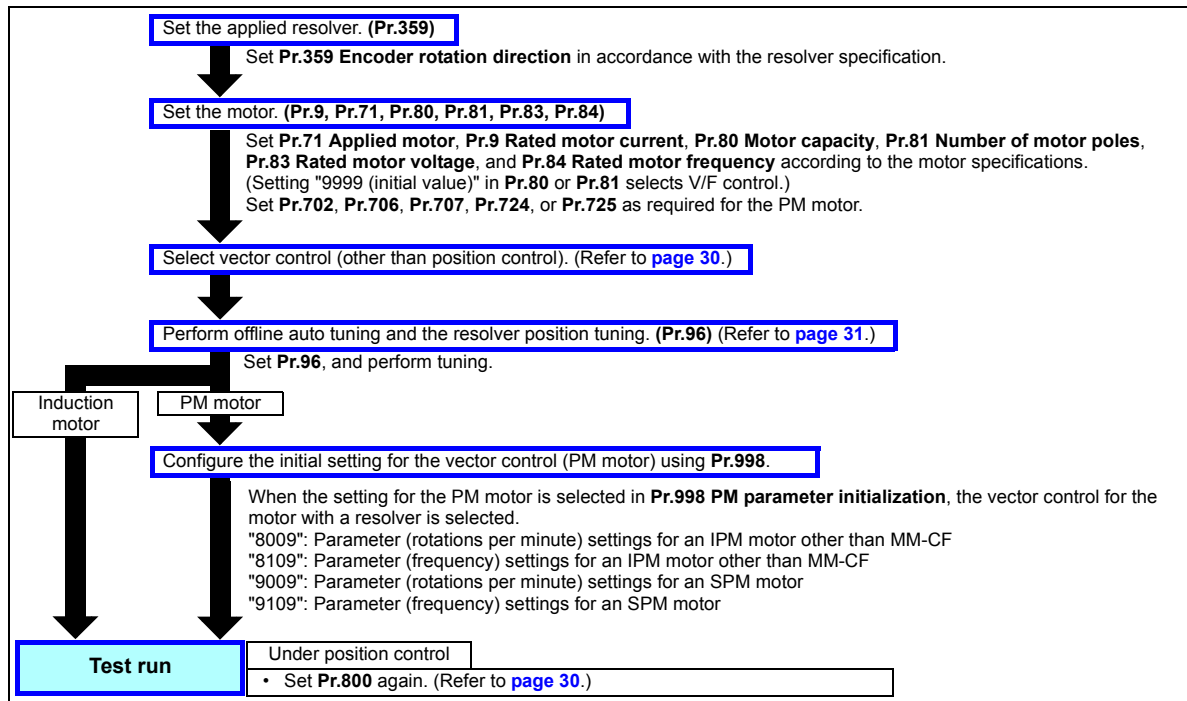 Set the applied resolver. (Pr.359)
Set Pr.359 Encoder rotation direction in accordance with the resolver specification.
Set the motor. (Pr.9, Pr.71, Pr.80, Pr.81, Pr.83, Pr.84)
Set Pr.71 Applied motor, Pr.9 Rated motor current, Pr.80 Motor capacity, Pr.81 Number of motor poles,
Pr.83 Rated motor voltage, and Pr.84 Rated motor frequency according to the motor specifications.
(Setting "9999 (initial value)" in Pr.80 or Pr.81 selects V/F control.)
Set Pr.702, Pr.706, Pr.707, Pr.724, or Pr.725 as required for the PM motor.
Select vector control (other than position control). (Refer to page 30.)
Perform offline auto tuning and the resolver position tuning. (Pr.96) (Refer to page 31.)
Set Pr.96, and perform tuning.
Induction
motor
PM motor
Configure the initial setting for the vector control (PM motor) using Pr.998.
When the setting for the PM motor is selected in Pr.998 PM parameter initialization, the vector control for the
motor with a resolver is selected.
"8009": Parameter (rotations per minute) settings for an IPM motor other than MM-CF
"8109": Parameter (frequency) settings for an IPM motor other than MM-CF
"9009": Parameter (rotations per minute) settings for an SPM motor
"9109": Parameter (frequency) settings for an SPM motor
Test run
Under position control
• Set Pr.800 again. (Refer to page 30.)